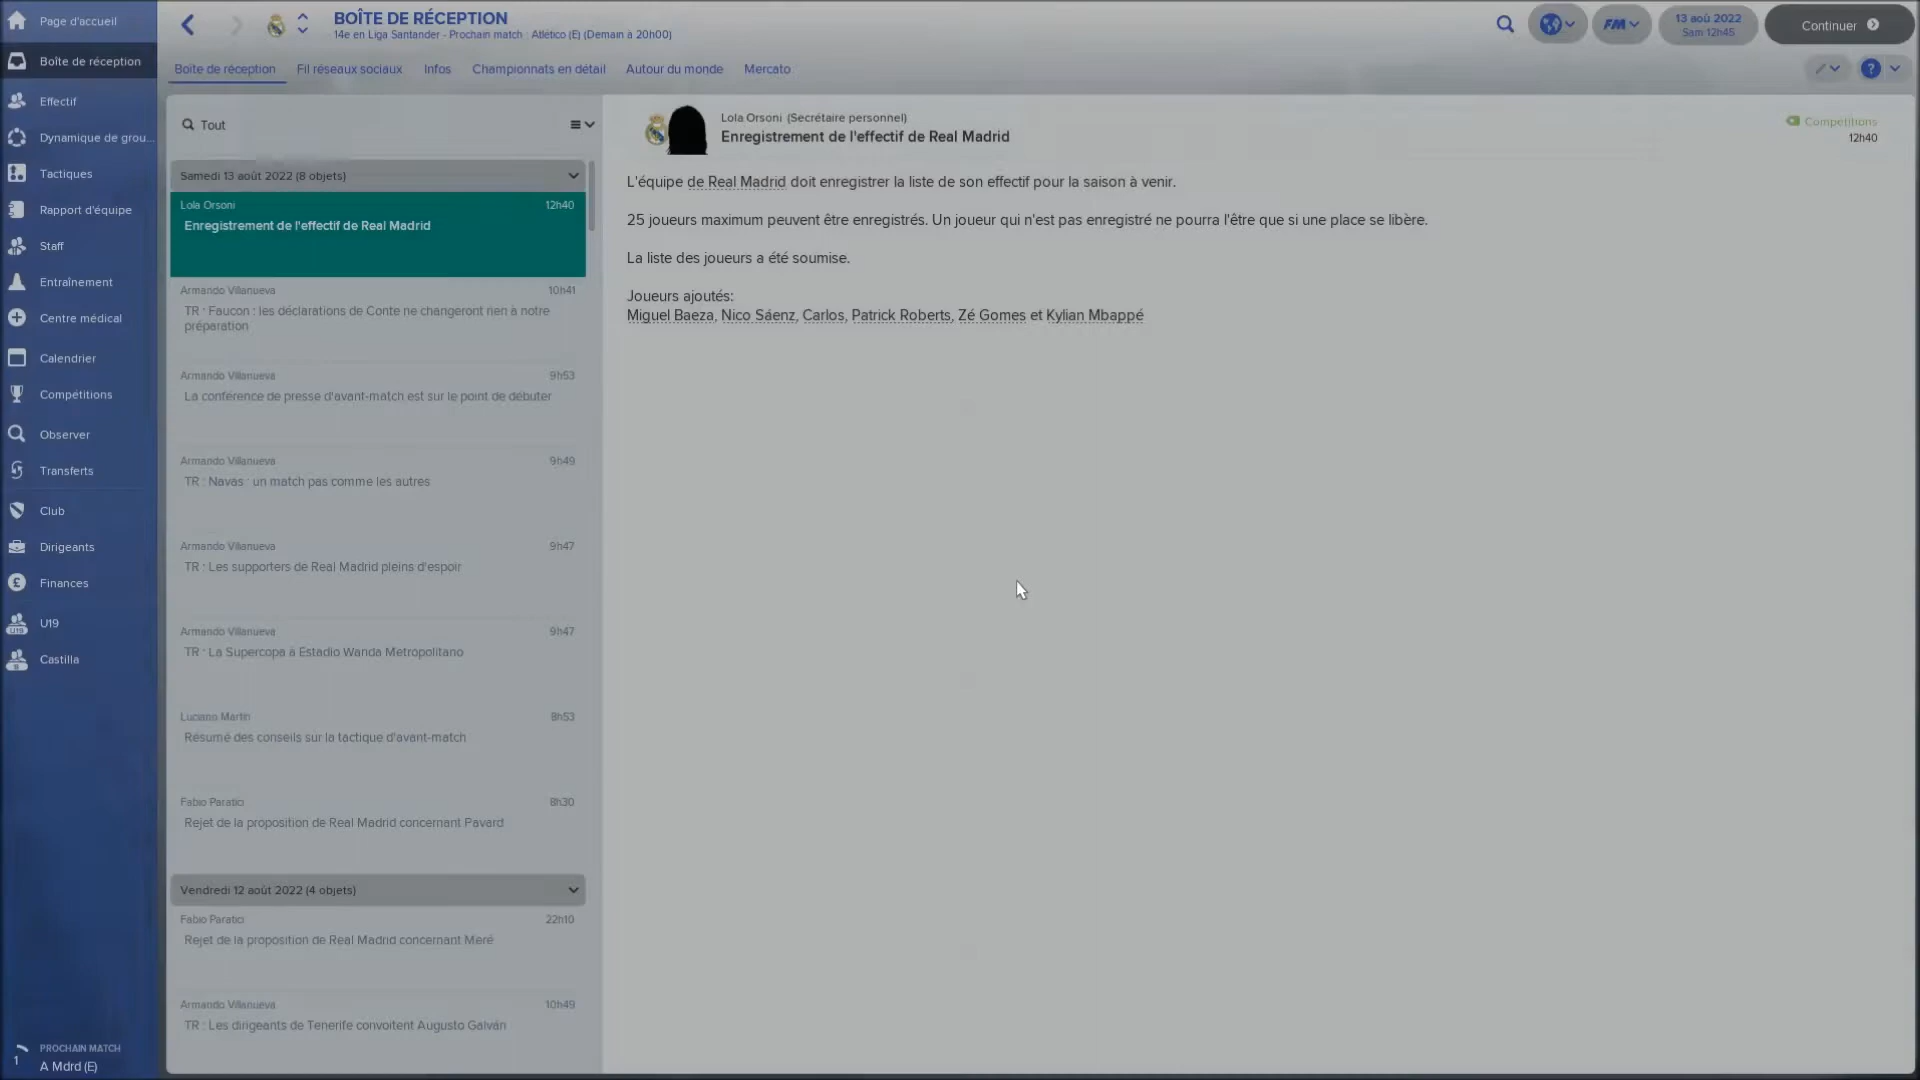 Page d'accueil
Boîte de réception
Effectif
Dynamique de grou...
Tactiques
Rapport d'équipe
Staff
Entraînement
Centre médical
Calendrier
Compétitions
Observer
Transferts
Club
Dirigeants
Finances
U19
Castilla
1
PROCHAIN MATCH
A Mdrd (E)
BOÎTE DE RÉCEPTION
14e en Liga Santander - Prochain match : Atlético (E) (Demain à 20h00)
FM
13 aoû 2022
Sam 12h45
Continuer
Boîte de réception
Fil réseaux sociaux
Infos
Championnats en détail
Autour du monde
Mercato
?
Tout
Samedi 13 août 2022 (8 objets)
Lola Orsoni 12h40
Enregistrement de l'effectif de Real Madrid
Armando Villanueva 10h41
TR : Faucon : les déclarations de Conte ne changeront rien à notre
préparation
Armando Villanueva 9h53
La conférence de presse d'avant-match est sur le point de débuter
Armando Villanueva 9h49
TR : Navas : un match pas comme les autres
Armando Villanueva 9h47
TR : Les supporters de Real Madrid pleins d'espoir
Armando Villanueva 9h47
TR : La Supercopa à Estadio Wanda Metropolitano
Luciano Martín 8h53
Résumé des conseils sur la tactique d'avant-match
Fabio Paratici 8h30
Rejet de la proposition de Real Madrid concernant Pavard
Vendredi 12 août 2022 (4 objets)
Fabio Paratici 22h10
Rejet de la proposition de Real Madrid concernant Meré
Armando Villanueva 10h49
TR : Les dirigeants de Tenerife convoitent Augusto Galván
Lola Orsoni (Secrétaire personnel)
Enregistrement de l'effectif de Real Madrid
Compétitions
12h40
L'équipe de Real Madrid doit enregistrer la liste de son effectif pour la saison à venir.
25 joueurs maximum peuvent être enregistrés. Un joueur qui n'est pas enregistré ne pourra l'être que si une place se libère.
La liste des joueurs a été soumise.
Joueurs ajoutés:
Miguel Baeza, Nico Sáenz, Carlos, Patrick Roberts, Zé Gomes et Kylian Mbappé